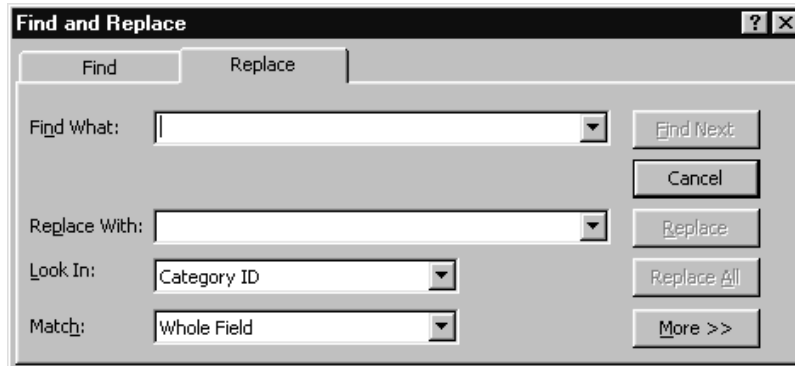 Find and Replace
Find Replace
Find What: Find Next
Cancel
Replace With: Replace
Look In: Category ID Replace All
Match: Whole Field More >>